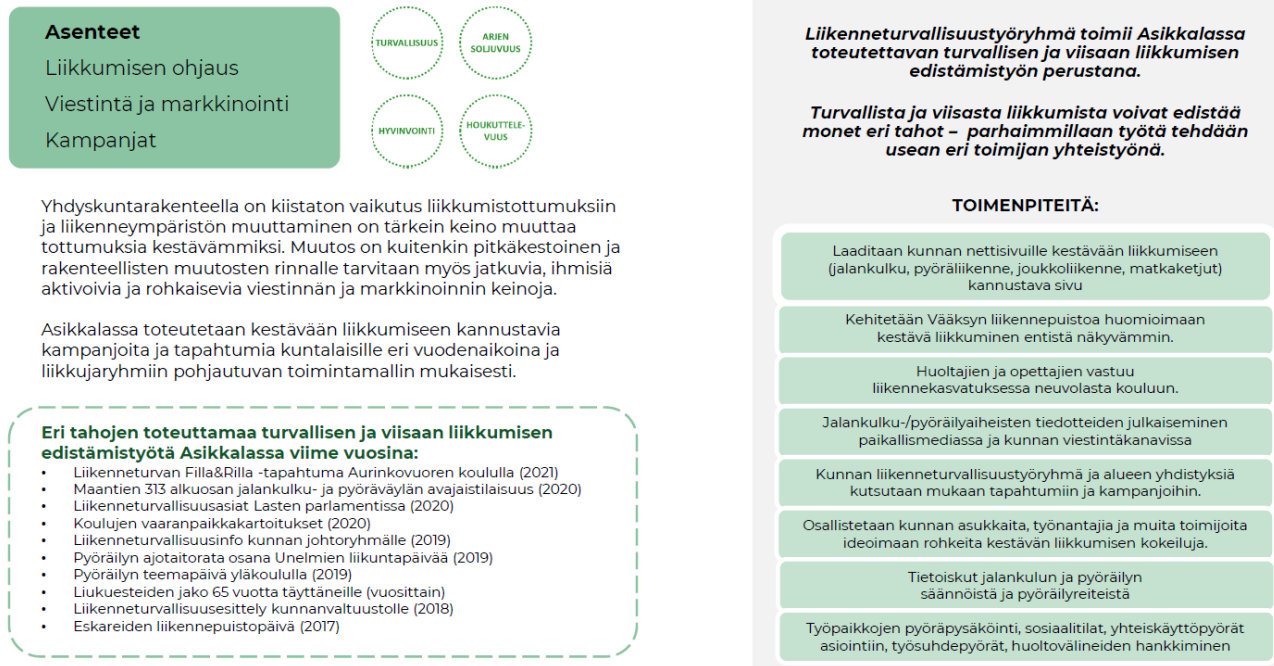 Asenteet
Liikkumisen ohjaus
Viestintä ja markkinointi
Kampanjat
TURVALLISUUS
ARJEN
SOLJUVUUS
HYVINVOINTI
HOUKUTTELE-
VUUS
Yhdyskuntarakenteella on kiistaton vaikutus liikkumistottumuksiin
ja liikenneympäristön muuttaminen on tärkein keino muuttaa
tottumuksia kestävämmiksi. Muutos on kuitenkin pitkäkestoinen ja
rakenteellisten muutosten rinnalle tarvitaan myös jatkuvia, ihmisiä
aktivoivia ja rohkaisevia viestinnän ja markkinoinnin keinoja.
Asikkalassa toteutetaan kestävään liikkumiseen kannustavia
kampanjoita ja tapahtumia kuntalaisille eri vuodenaikoina ja
liikkujaryhmiin pohjautuvan toimintamallin mukaisesti.
Eri tahojen toteuttamaa turvallisen ja viisaan liikkumisen
edistämistyötä Asikkalassa viime vuosina:
• Liikenneturvan Filla&Rilla -tapahtuma Aurinkovuoren koululla (2021)
• Maantien 313 alkuosan jalankulku- ja pyöräväylän avajaistilaisuus (2020)
• Liikenneturvallisuusasiat Lasten parlamentissa (2020)
• Koulujen vaaranpaikkakartoitukset (2020)
• Liikenneturvallisuusinfo kunnan johtoryhmälle (2019)
• Pyöräilyn ajotaitorata osana Unelmien liikuntapäivää (2019)
• Pyöräilyn teemapäivä yläkoululla (2019)
• Liukuesteiden jako 65 vuotta täyttäneille (vuosittain)
• Liikenneturvallisuusesittely kunnanvaltuustolle (2018)
• Eskareiden liikennepuistopäivä (2017)
Liikenneturvallisuustyöryhmä toimii Asikkalassa
toteutettavan turvallisen ja viisaan liikkumisen
edistämistyön perustana.
Turvallista ja viisasta liikkumista voivat edistää
monet eri tahot – parhaimmillaan työtä tehdään
usean eri toimijan yhteistyönä.
TOIMENPITEITÄ:
Laaditaan kunnan nettisivuille kestävään liikkumiseen
(jalankulku, pyöräliikenne, joukkoliikenne, matkaketjut)
kannustava sivu
Kehitetään Vääksyn liikennepuistoa huomioimaan
kestävä liikkuminen entistä näkyvämmin.
Huoltajien ja opettajien vastuu
liikennekasvatuksessa neuvolasta kouluun.
Jalankulku-/pyöräilyaiheisten tiedotteiden julkaiseminen
paikallismediassa ja kunnan viestintäkanavissa
Kunnan liikenneturvallisuustyöryhmä ja alueen yhdistyksiä
kutsutaan mukaan tapahtumiin ja kampanjoihin.
Osallistetaan kunnan asukkaita, työnantajia ja muita toimijoita
ideoimaan rohkeita kestävän liikkumisen kokeiluja.
Tietoiskut jalankulun ja pyöräilyn
säännöistä ja pyöräilyreiteistä
Työpaikkojen pyöräpysäköinti, sosiaalitilat, yhteiskäyttöpyörät
asiointiin, työsuhdepyörät, huoltovälineiden hankkiminen